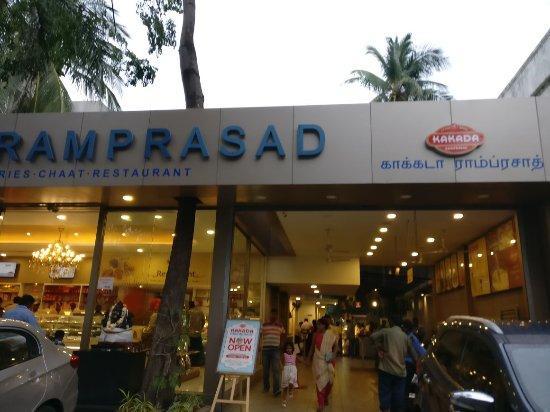 RAMPRASAD
RIES·CHAAT·RESTAURANT
KAKADA
காக்கடா ராம்ப்ரசாத்
KAKADA
NOW
OPEN